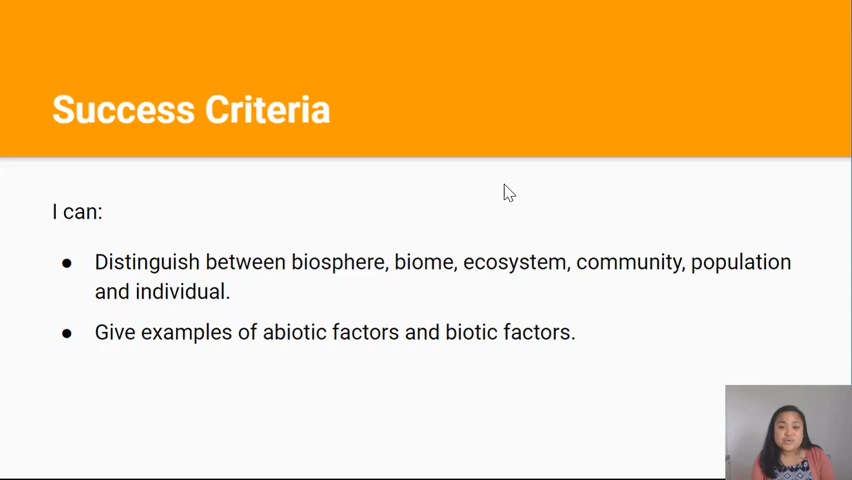 Success Criteria
I can:
● Distinguish between biosphere, biome, ecosystem, community, population
and individual.
● Give examples of abiotic factors and biotic factors.